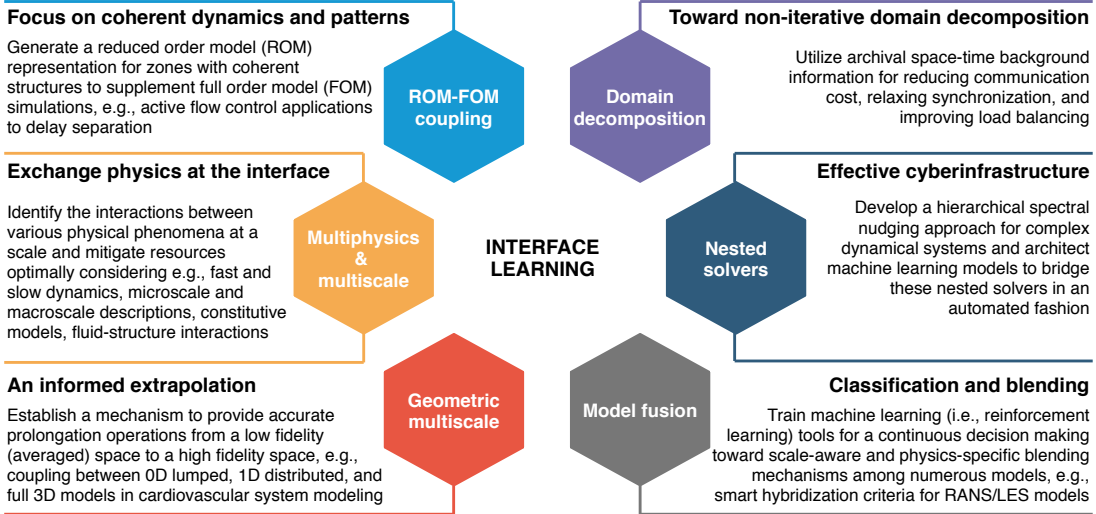 Focus on coherent dynamics and patterns
Generate a reduced order model (ROM)
representation for zones with coherent
structures to supplement full order model (FOM)
simulations, e.g., active flow control applications
to delay separation
ROM-FOM
coupling
Toward non-iterative domain decomposition
Utilize archival space-time background
information for reducing communication
cost, relaxing synchronization, and
improving load balancing
Domain
decomposition
Exchange physics at the interface
Identify the interactions between
various physical phenomena at a
scale and mitigate resources
optimally considering e.g., fast and
slow dynamics, microscale and
macroscale descriptions, constitutive
models, fluid-structure interactions
Multiphysics
&
multiscale
INTERFACE
LEARNING
Nested
solvers
Effective cyberinfrastructure
Develop a hierarchical spectral
nudging approach for complex
dynamical systems and architect
machine learning models to bridge
these nested solvers in an
automated fashion
An informed extrapolation
Establish a mechanism to provide accurate
prolongation operations from a low fidelity
(averaged) space to a high fidelity space, e.g.,
coupling between 0D lumped, 1D distributed, and
full 3D models in cardiovascular system modeling
Geometric
multiscale
Model fusion
Classification and blending
Train machine learning (i.e., reinforcement
learning) tools for a continuous decision making
toward scale-aware and physics-specific blending
mechanisms among numerous models, e.g.,
smart hybridization criteria for RANS/LES models